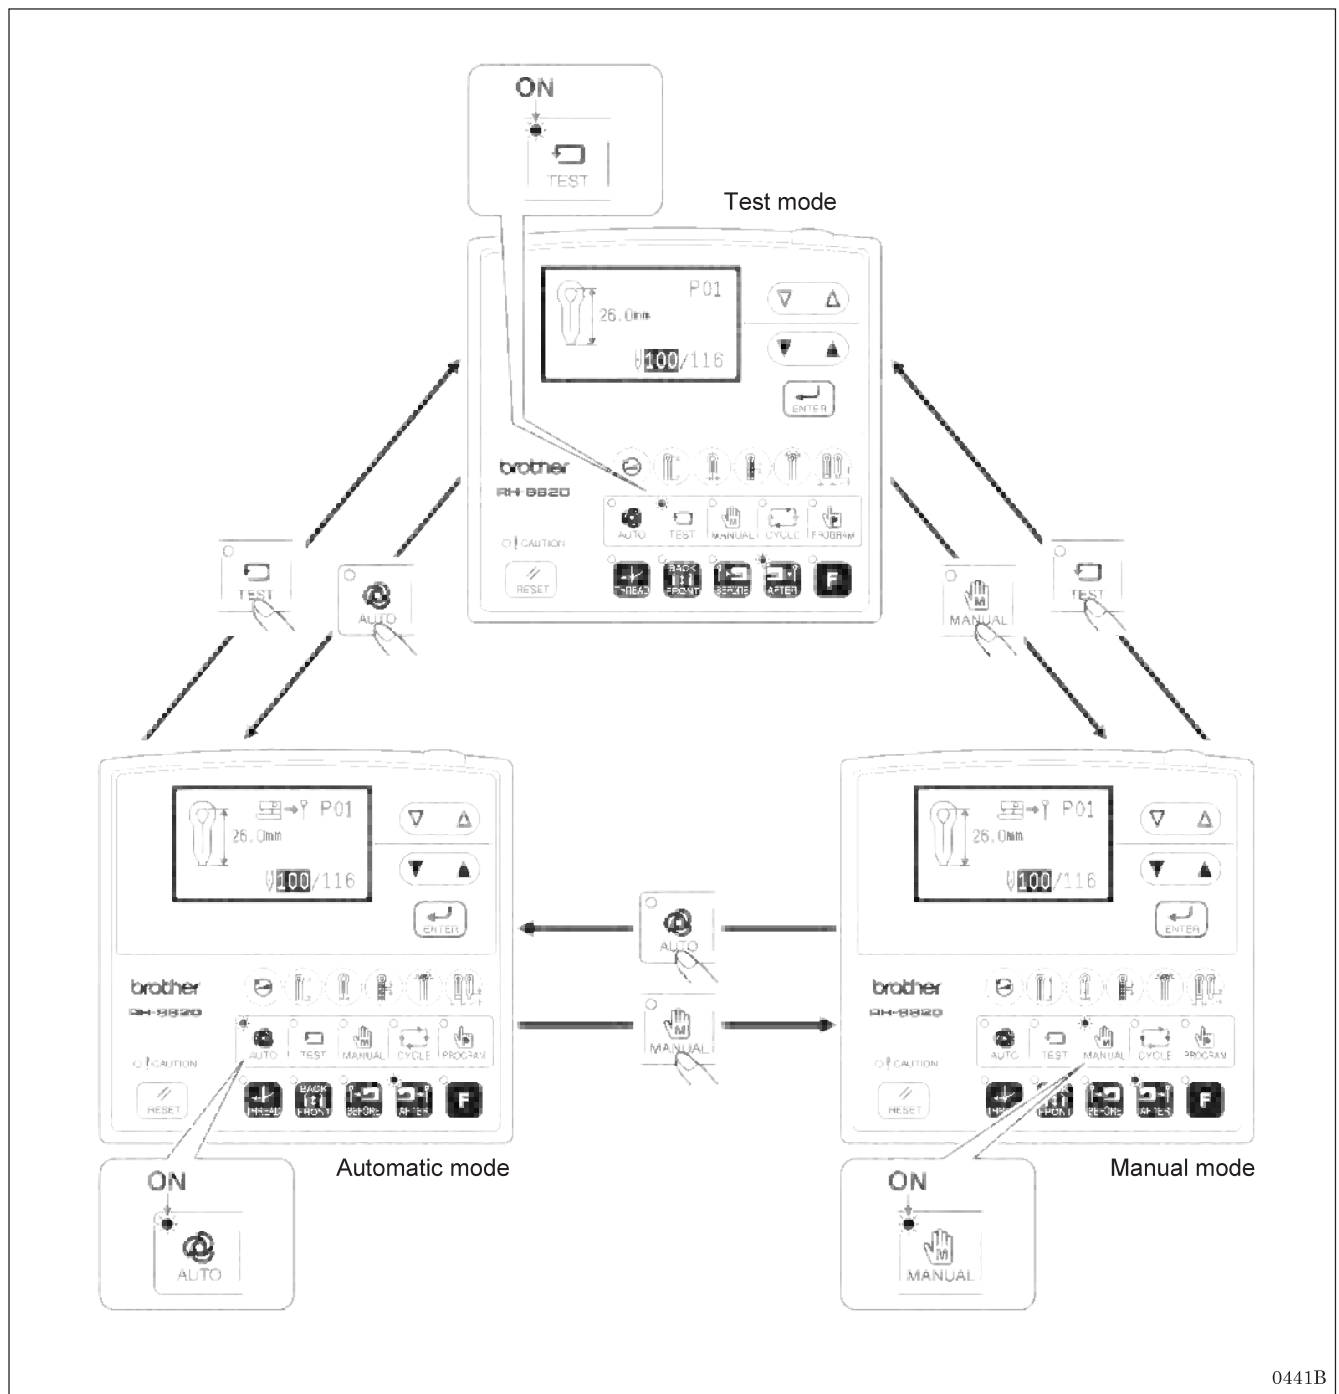 ON
TEST
Test mode
P01
26.0mm
100/116
ENTER
brother
RH-9820
AUTO TEST MANUAL CYCLE PROGRAM
CAUTION
RESET
THREAD BACK FRONT BEFORE AFTER F
TEST
AUTO
MANUAL
TEST
P01
26.0mm
100/116
ENTER
brother
RH-9820
AUTO TEST MANUAL CYCLE PROGRAM
CAUTION
RESET
THREAD BACK FRONT BEFORE AFTER F
AUTO
MANUAL
P01
26.0mm
100/116
ENTER
brother
RH-9820
AUTO TEST MANUAL CYCLE PROGRAM
CAUTION
RESET
THREAD FRONT BEFORE AFTER F
Automatic mode
ON
AUTO
Manual mode
ON
MANUAL
0441B